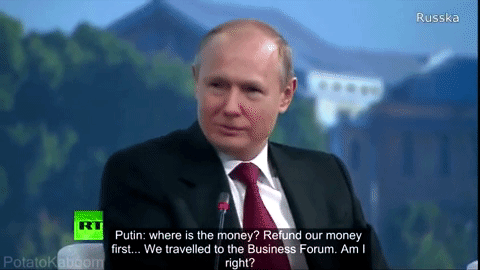 Russka
RT
Putin: where is the money? Refund our money
first... We travelled to the Business Forum. Am I
right?
PotatoKaboom